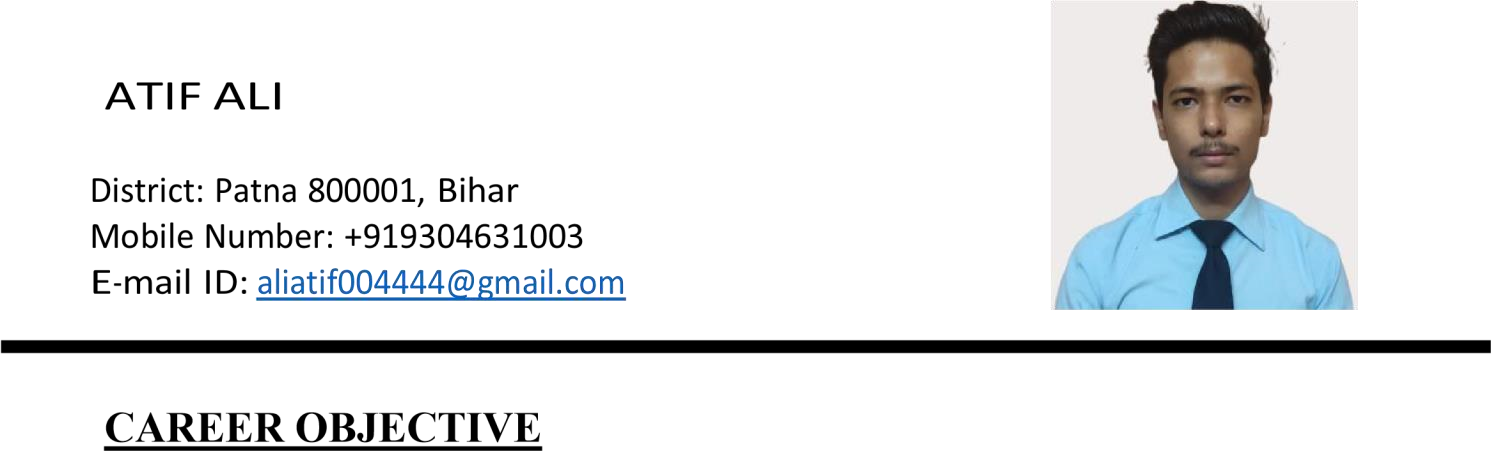 ATIF ALI
District: Patna 800001, Bihar
Mobile Number: +919304631003
E-mail ID: aliatif004444@gmail.com
CAREER OBJECTIVE